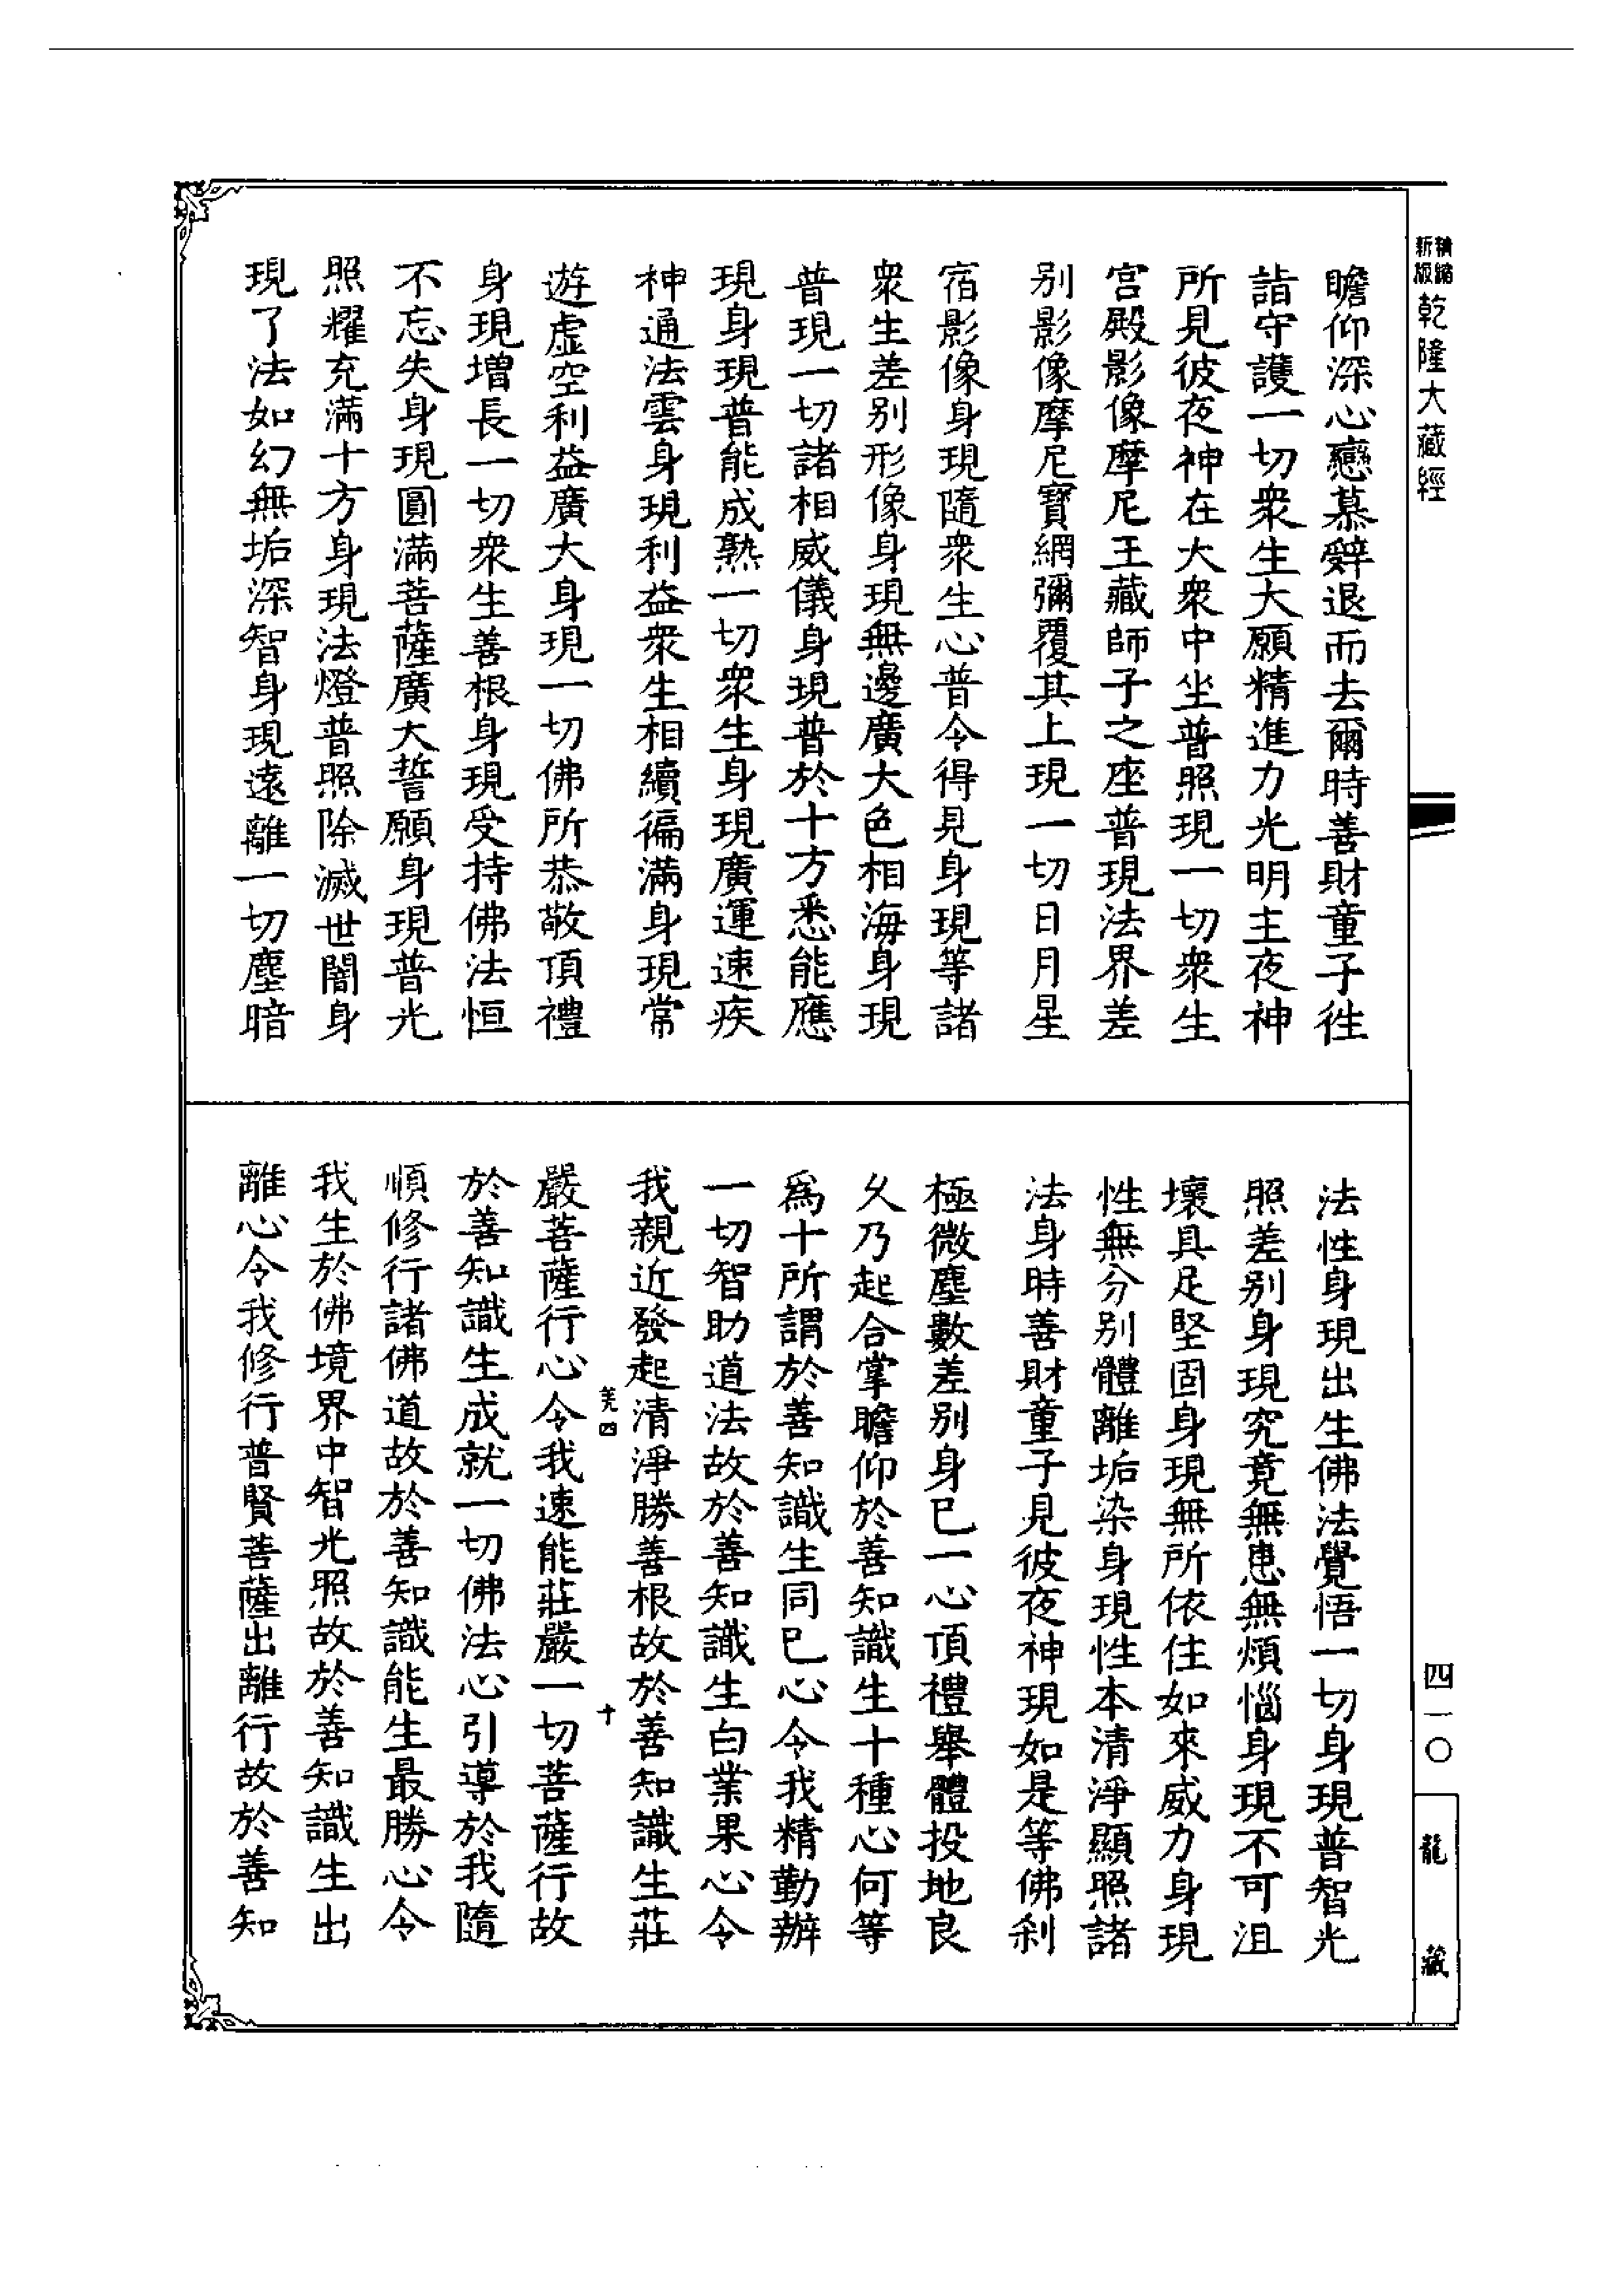 精縮新版乾隆大藏經
瞻仰深心戀慕辭退而去爾時善財童子往
詣守護一切衆生大願精進力光明主夜神
所見彼夜神在大衆中坐普照現一切衆生
宮殿影像摩尼王藏師子之座普現法界差
别影像摩尼寳網彌覆其上現一切日月星
宿影像身現隨衆生心普令得見身現等諸
衆生差别形像身現無邊廣大色相海身現
普現一切諸相威儀身現普於十方悉能應
現身現普能成熟一切衆生身現廣運速疾
神通法雲身現利益衆生相續徧滿身現常
遊虛空利益廣大身現一切佛所恭敬頂禮
身現增長一切衆生善根身現受持佛法恒
不忘失身現圓滿菩薩廣大誓願身現普光
照耀充滿十方身現法燈普照除滅世闇身
現了法如幻無垢深智身現遠離一切塵暗
法性身現出生佛法覺悟一切身現普智光
照差别身現究竟無患無煩惱身現不可沮
壞具足堅固身現無所依住如來威力身現
性無分别體離垢染身現性本清淨顯照諸
法身時善財童子見彼夜神現如是等佛刹
極微塵數差别身已一心頂禮舉體投地良
久乃起合掌瞻仰於善知識生十種心何等
爲十所謂於善知識生同已心令我精勤辦
一切智助道法故於善知識生白業果心令
我親近發起清淨勝善根故於善知識生莊
羌四 十
嚴菩薩行心令我速能莊嚴一切菩薩行故
於善知識生成就一切佛法心引導於我隨
順修行諸佛道故於善知識能生最勝心令
我生於佛境界中智光照故於善知識生出
離心令我修行普賢菩薩出離行故於善知
四一〇
龍藏